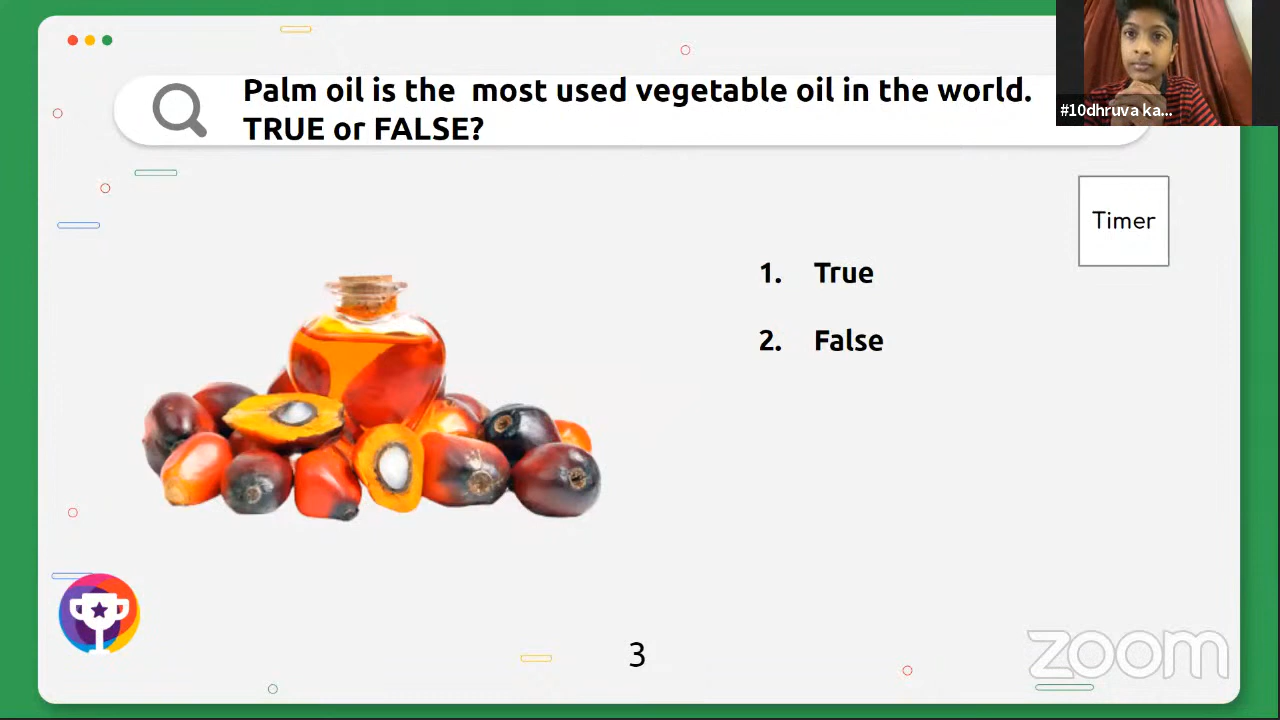 Palm oil is the  most used vegetable oil in the world.
TRUE or FALSE?
#10dhruva ka...
Timer
1. True
2. False
3
zoom